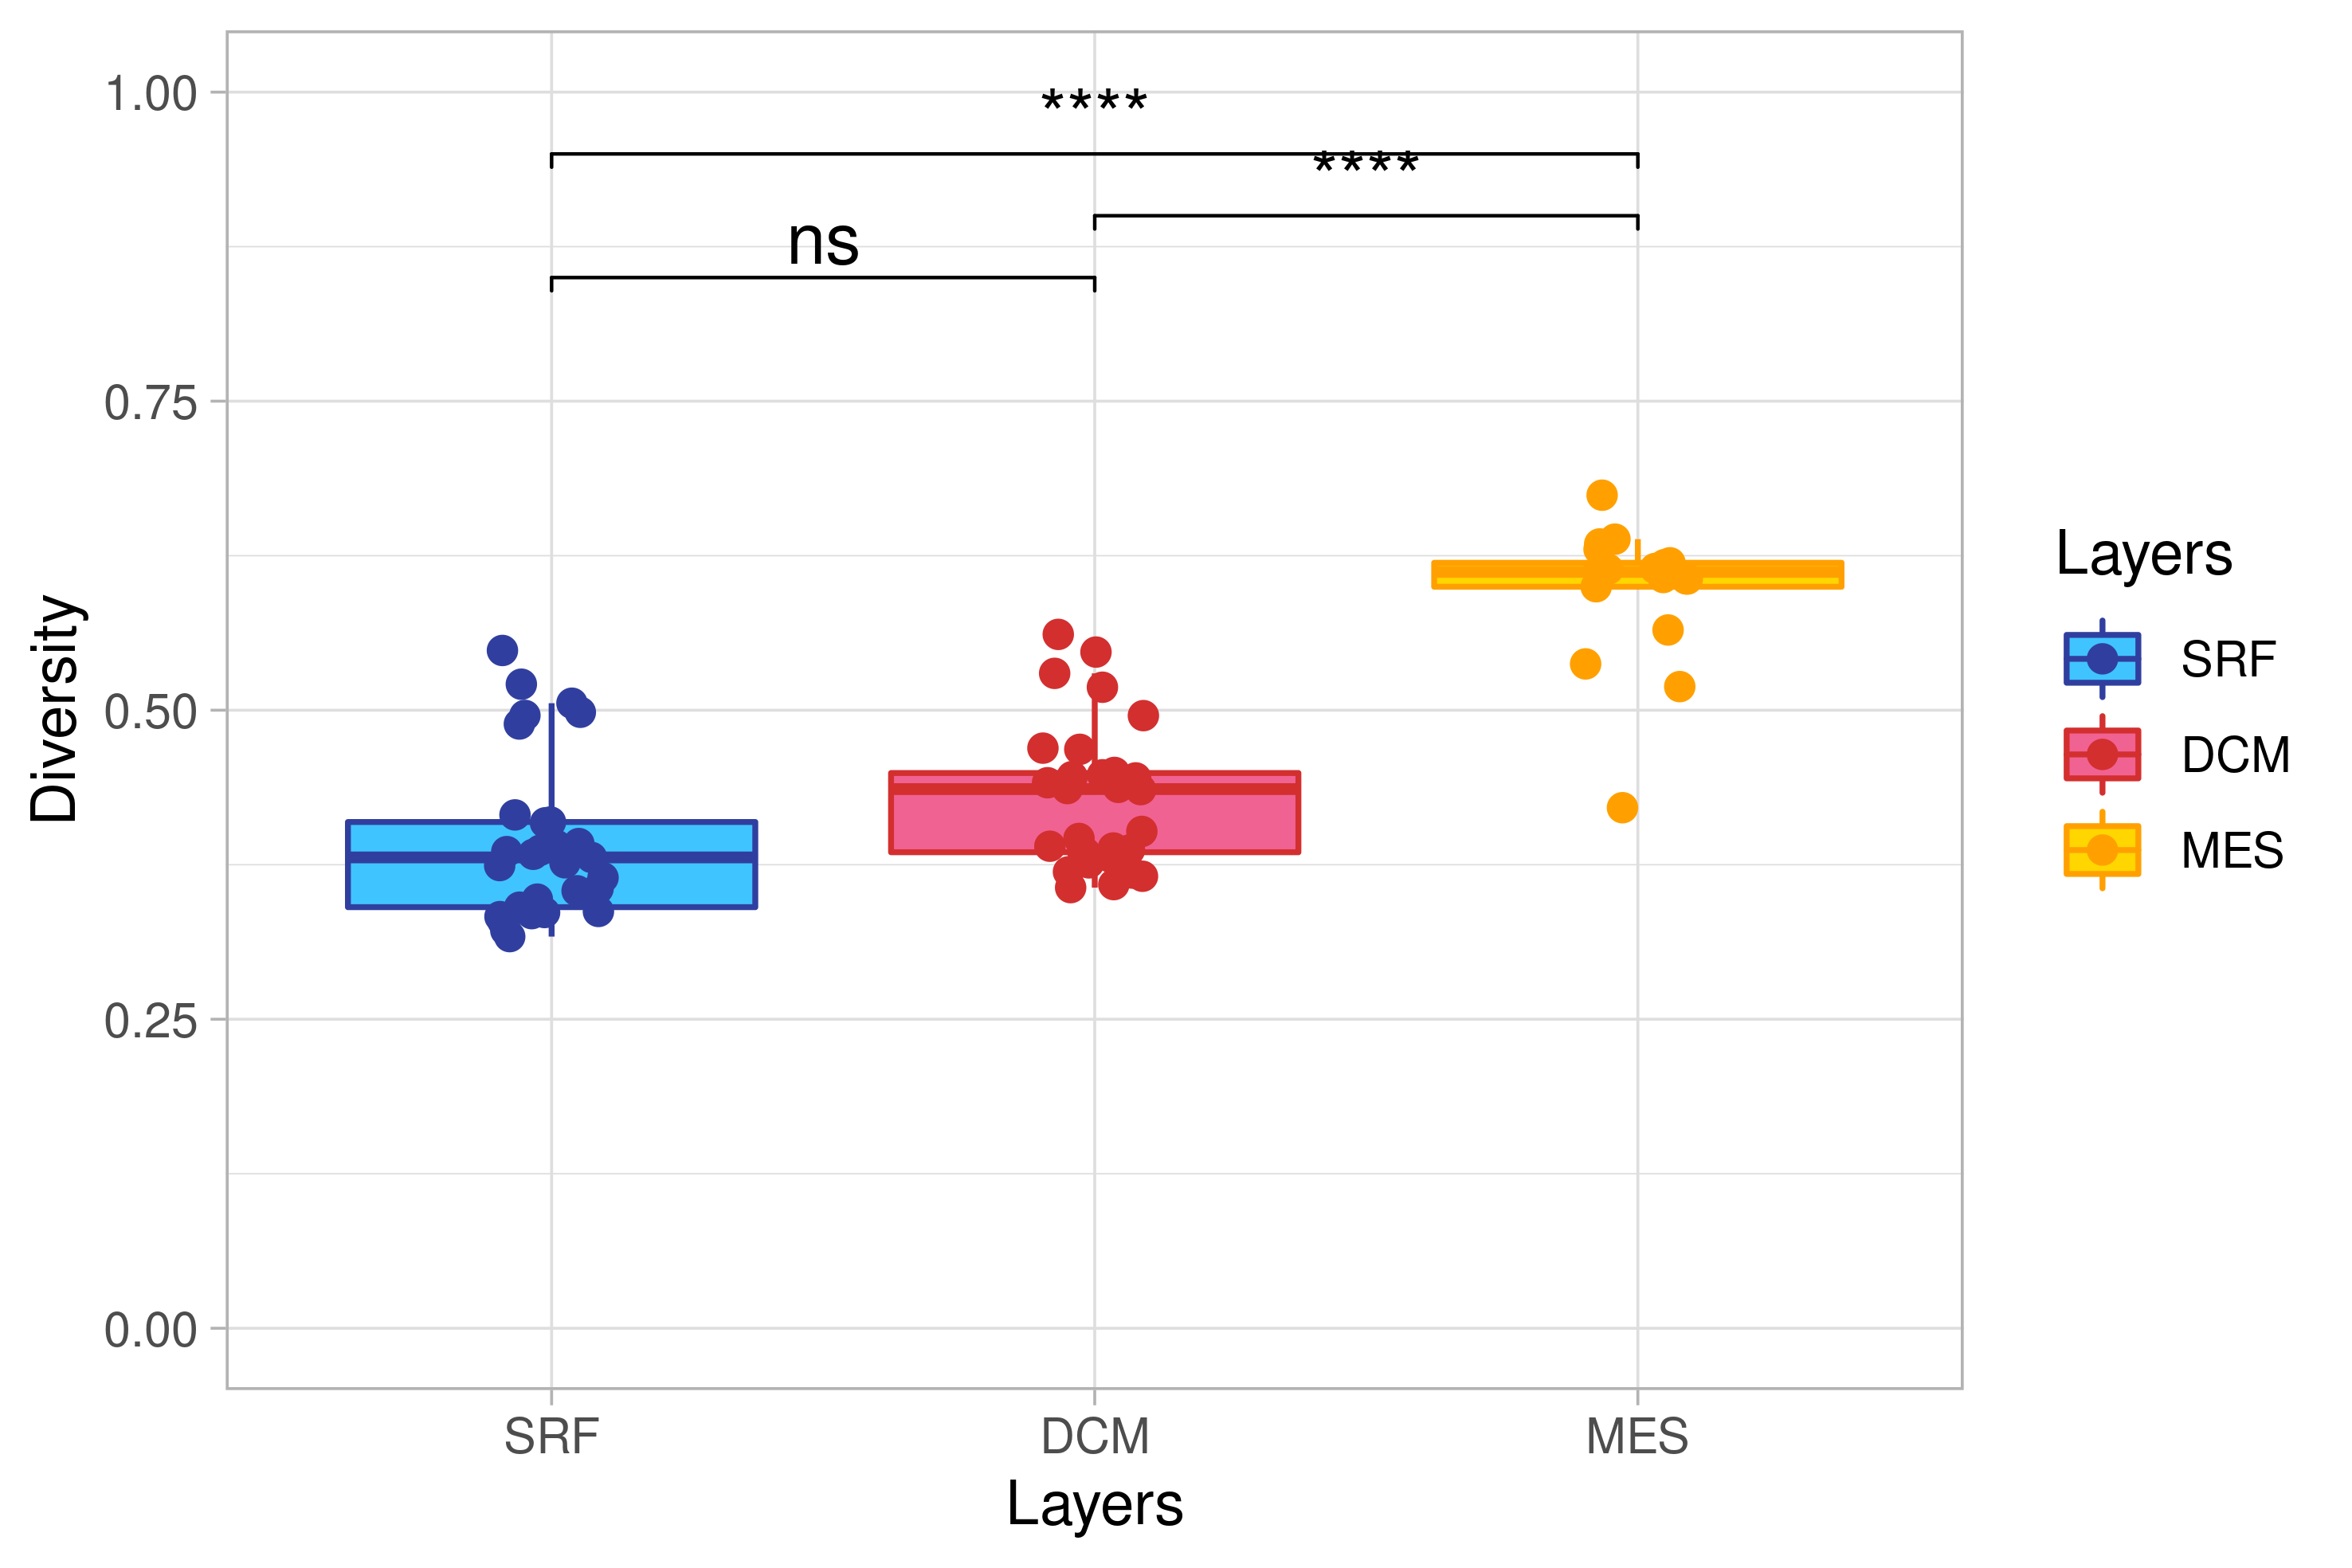 1.00
0.75
0.50
0.25
0.00
Diversity
****
****
ns
SRF
DCM
MES
Layers
Layers
SRF
DCM
MES